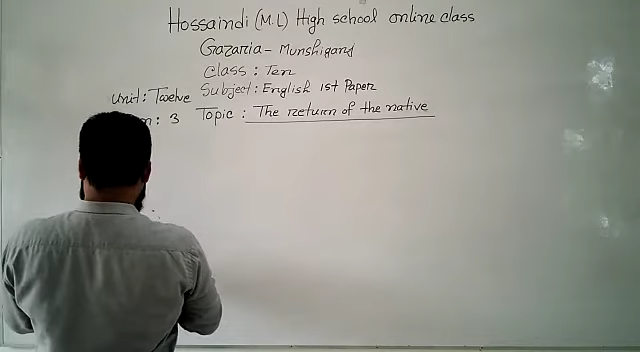 Hossaindi (M.L) High school online class
Gazaria - Munshiganj
Class : Ten
Unit : Twelve Subject : English 1st Paper
: 3 Topic : The return of the native